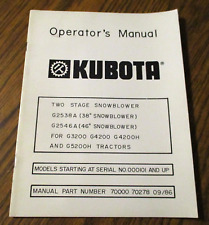 Operator's Manual
KUBOTA
TWO STAGE SNOWBLOWER
G2538A (38" SNOWBLOWER)
G2546A (46" SNOWBLOWER)
FOR G3200 G4200 G4200H
AND G5200H TRACTORS
MODELS STARTING AT SERIAL NO. 000101 AND UP
MANUAL PART NUMBER 70000 70278 09/86